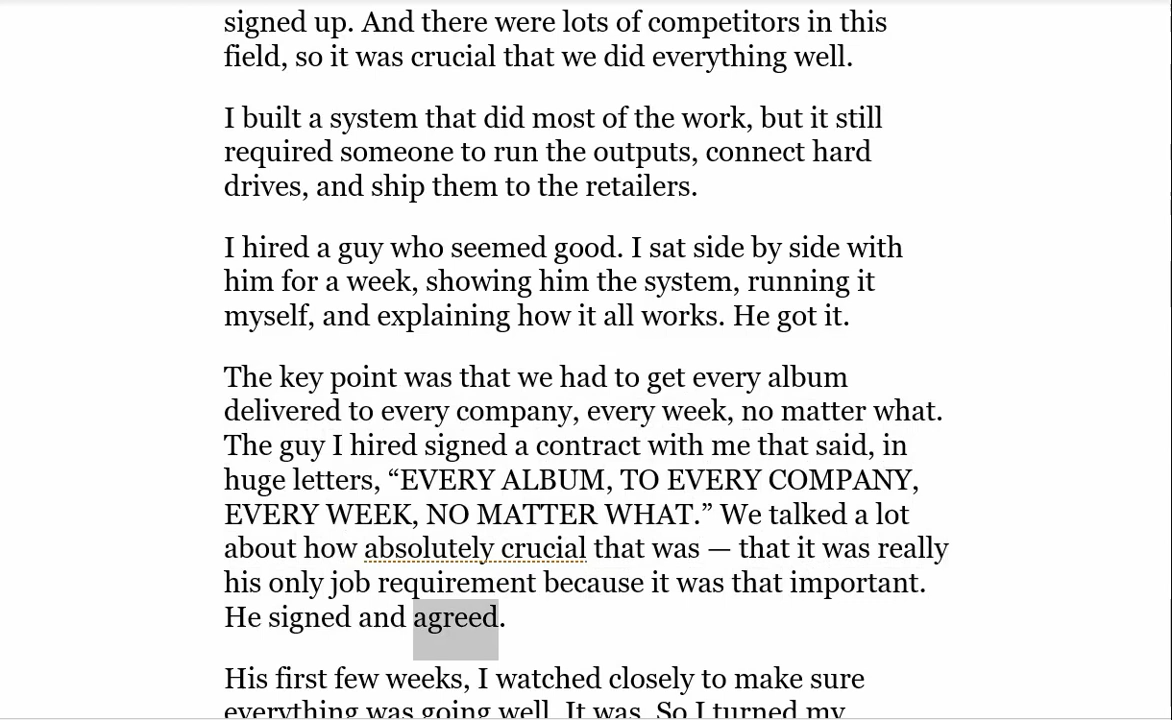 signed up. And there were lots of competitors in this
field, so it was crucial that we did everything well.
I built a system that did most of the work, but it still
required someone to run the outputs, connect hard
drives, and ship them to the retailers.
I hired a guy who seemed good. I sat side by side with
him for a week, showing him the system, running it
myself, and explaining how it all works. He got it.
The key point was that we had to get every album
delivered to every company, every week, no matter what.
The guy I hired signed a contract with me that said, in
huge letters, “EVERY ALBUM, TO EVERY COMPANY,
EVERY WEEK, NO MATTER WHAT.” We talked a lot
about how absolutely crucial that was — that it was really
his only job requirement because it was that important.
He signed and agreed.
His first few weeks, I watched closely to make sure
everything was going well. It was. So I turned my